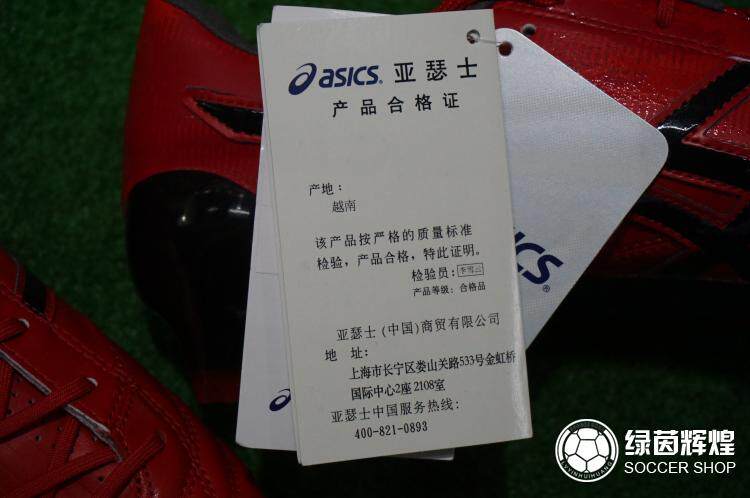 asics® 亚瑟士
产品合格证
产地：
越南
该产品按严格的质量标准
检验，产品合格，特此证明。
检验员：李雪云
产品等级：合格品
亚瑟士（中国）商贸有限公司
地 址：
上海市长宁区娄山关路533号金虹桥
国际中心2座 2108室
亚瑟士中国服务热线：
400-821-0893
ics®
绿茵辉煌
SOCCER SHOP